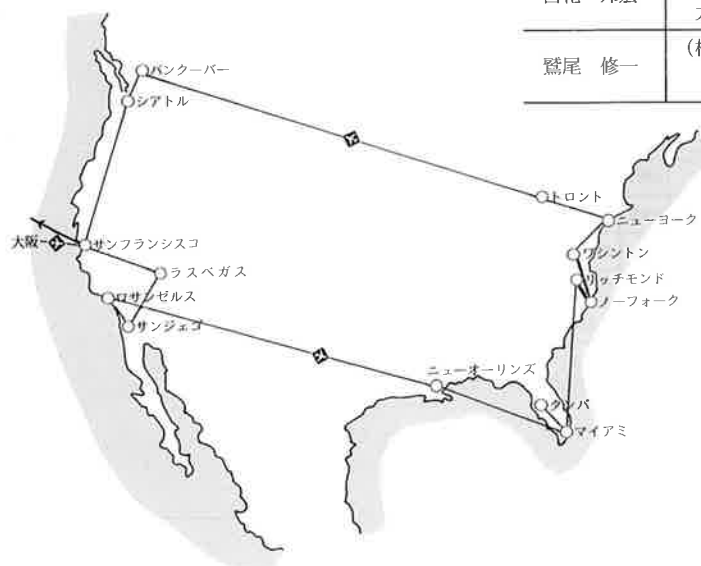 鷲尾 修一
バンクーバー
シアトル
トロント
ニューヨーク
ワシントン
リッチモンド
ノーフォーク
大阪
サンフランシスコ
ラスベガス
ロサンゼルス
サンジェゴ
ニューオーリンズ
タンパ
マイアミ